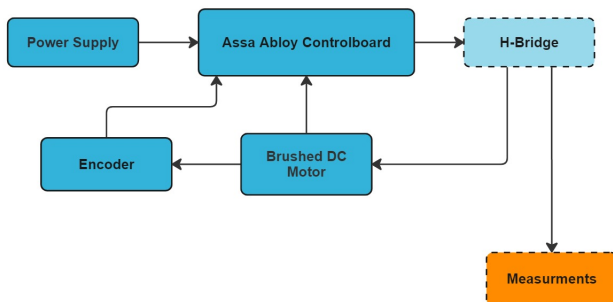 Power Supply
Assa Abloy Controlboard
H-Bridge
Encoder
Brushed DC
Motor
Measurments